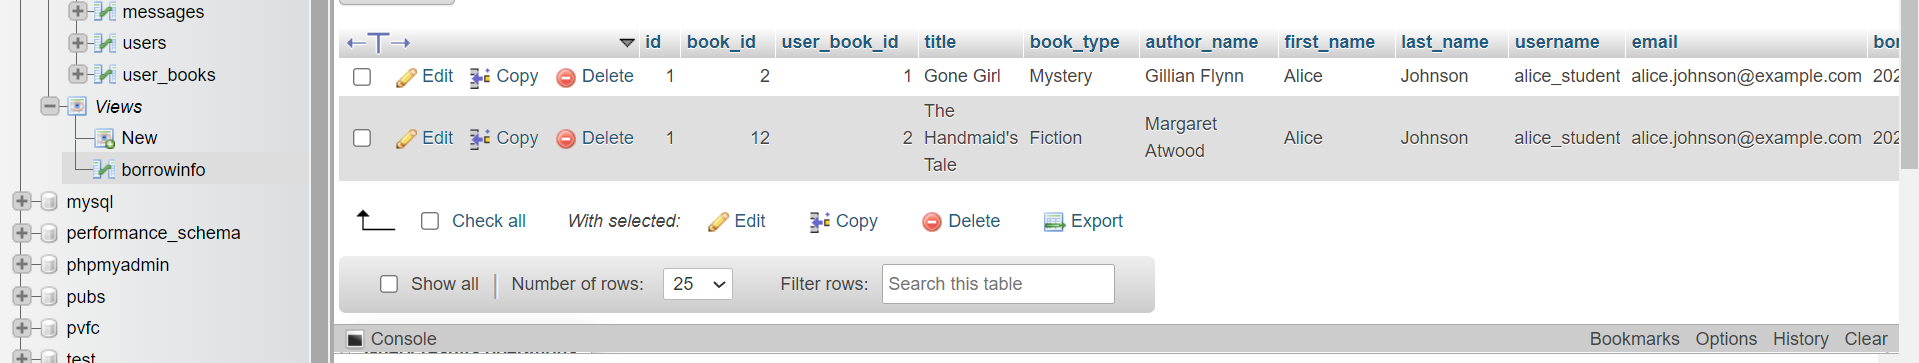 messages
users
user_books
Views
New
borrowinfo
mysql
performance_schema
phpmyadmin
pubs
pvfc
test
id book_id user_book_id title book_type author_name first_name last_name username email
Edit Copy Delete 1 2 1 Gone Girl Mystery Gillian Flynn Alice Johnson alice_student alice.johnson@example.com 202
Edit Copy Delete 1 12 2 The Handmaid's Tale Fiction Margaret Atwood Alice Johnson alice_student alice.johnson@example.com 202
Check all With selected: Edit Copy Delete Export
Show all Number of rows: 25 Filter rows: Search this table
Console Bookmarks Options History Clear